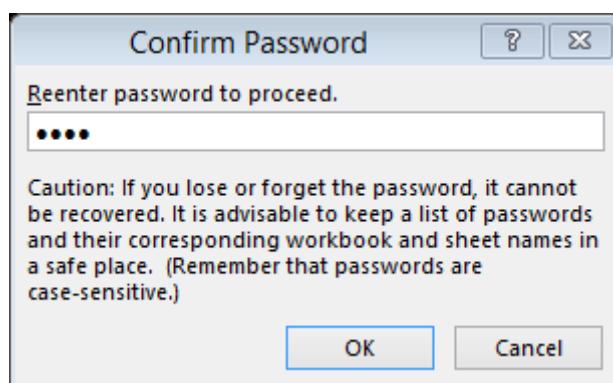 Confirm Password
Reenter password to proceed.
••••
Caution: If you lose or forget the password, it cannot
be recovered. It is advisable to keep a list of passwords
and their corresponding workbook and sheet names in
a safe place.  (Remember that passwords are
case-sensitive.)
OK
Cancel